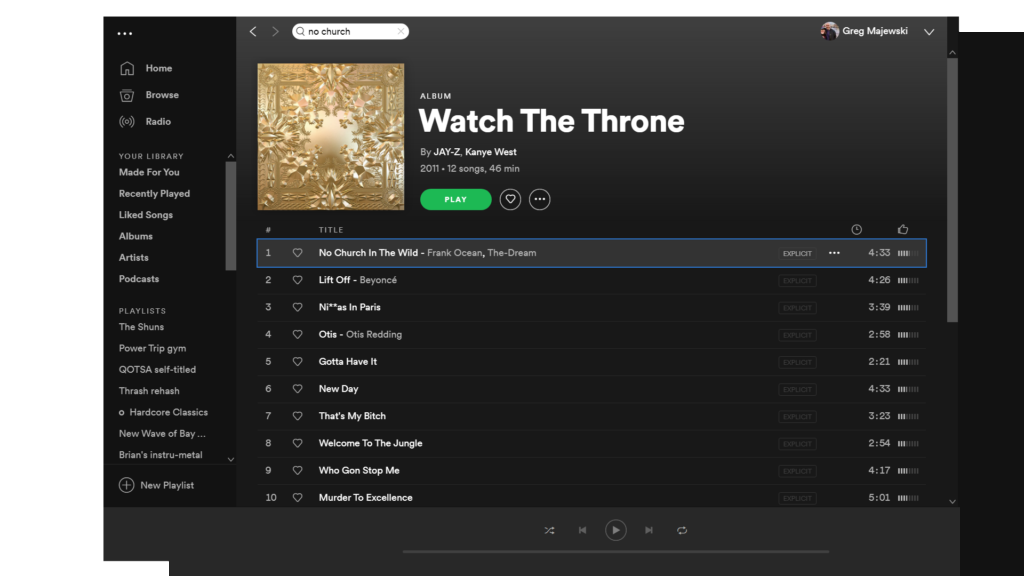 no church
Greg Majewski
Home
Browse
Radio
YOUR LIBRARY
Made For You
Recently Played
Liked Songs
Albums
Artists
Podcasts
PLAYLISTS
The Shuns
Power Trip gym
QOTSA self-titled
Thrash rehash
Hardcore Classics
New Wave of Bay ...
Brian's instru-metal
New Playlist
ALBUM
Watch The Throne
By JAY-Z, Kanye West
2011 • 12 songs, 46 min
PLAY
# TITLE
1 No Church In The Wild - Frank Ocean, The-Dream EXPLICIT 4:33
2 Lift Off - Beyoncé EXPLICIT 4:26
3 Ni**as In Paris EXPLICIT 3:39
4 Otis - Otis Redding EXPLICIT 2:58
5 Gotta Have It EXPLICIT 2:21
6 New Day EXPLICIT 4:33
7 That's My Bitch EXPLICIT 3:23
8 Welcome To The Jungle EXPLICIT 2:54
9 Who Gon Stop Me EXPLICIT 4:17
10 Murder To Excellence EXPLICIT 5:01